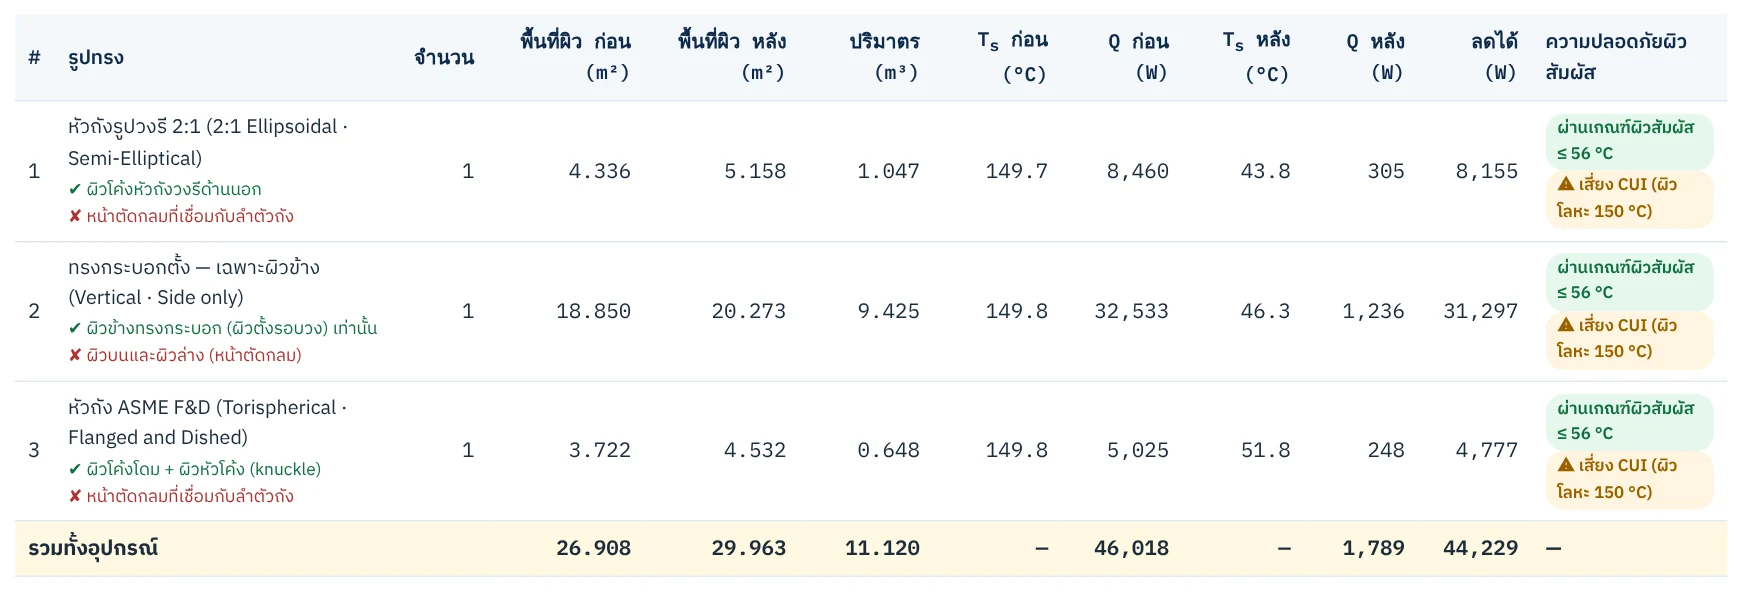 # รูปทรง จำนวน พื้นที่ผิว ก่อน (m²) พื้นที่ผิว หลัง (m²) ปริมาตร (m³) Ts ก่อน (°C) Q ก่อน (W) Ts หลัง (°C) Q หลัง (W) ลดได้ (W) ความปลอดภัยผิวสัมผัส
1 หัวถังรูปวงรี 2:1 (2:1 Ellipsoidal ·
Semi-Elliptical)
✔ ผิวโค้งหัวถังวงรีด้านนอก
✘ หน้าตัดกลมที่เชื่อมกับลำตัวถัง
1 4.336 5.158 1.047 149.7 8,460 43.8 305 8,155
ผ่านเกณฑ์ผิวสัมผัส
≤ 56 °C
⚠ เสี่ยง CUI (ผิว
โลหะ 150 °C)
2 ทรงกระบอกตั้ง — เฉพาะผิวข้าง
(Vertical · Side only)
✔ ผิวข้างทรงกระบอก (ผิวตั้งรอบวง) เท่านั้น
✘ ผิวบนและผิวล่าง (หน้าตัดกลม)
1 18.850 20.273 9.425 149.8 32,533 46.3 1,236 31,297
ผ่านเกณฑ์ผิวสัมผัส
≤ 56 °C
⚠ เสี่ยง CUI (ผิว
โลหะ 150 °C)
3 หัวถัง ASME F&D (Torispherical ·
Flanged and Dished)
✔ ผิวโค้งโดม + ผิวหัวโค้ง (knuckle)
✘ หน้าตัดกลมที่เชื่อมกับลำตัวถัง
1 3.722 4.532 0.648 149.8 5,025 51.8 248 4,777
ผ่านเกณฑ์ผิวสัมผัส
≤ 56 °C
⚠ เสี่ยง CUI (ผิว
โลหะ 150 °C)
รวมทั้งอุปกรณ์ 26.908 29.963 11.120 — 46,018 — 1,789 44,229 —